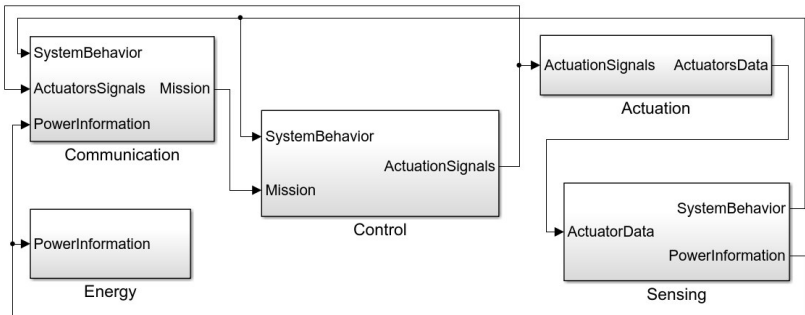 SystemBehavior
ActuatorsSignals Mission
PowerInformation
Communication
PowerInformation
Energy
SystemBehavior
ActuationSignals
Mission
Control
ActuationSignals ActuatorsData
Actuation
SystemBehavior
ActuatorData
PowerInformation
Sensing